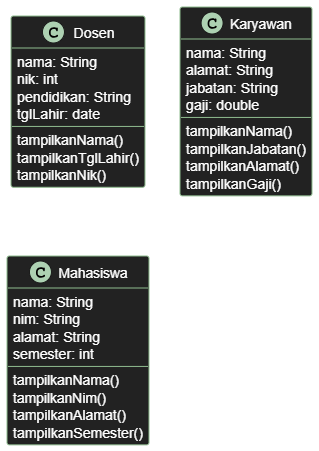 C Dosen
nama: String
nik: int
pendidikan: String
tglLahir: date
tampilkanNama()
tampilkanTglLahir()
tampilkanNik()
C Karyawan
nama: String
alamat: String
jabatan: String
gaji: double
tampilkanNama()
tampilkanJabatan()
tampilkanAlamat()
tampilkanGaji()
C Mahasiswa
nama: String
nim: String
alamat: String
semester: int
tampilkanNama()
tampilkanNim()
tampilkanAlamat()
tampilkanSemester()